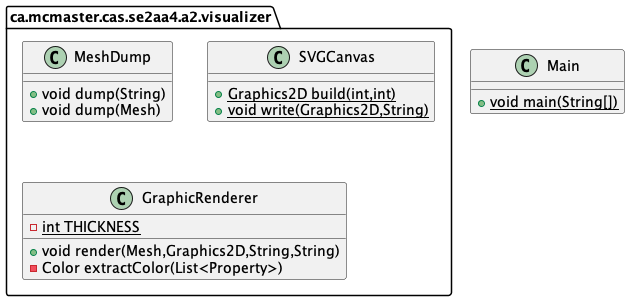 ca.mcmaster.cas.se2aa4.a2.visualizer
C MeshDump
void dump(String)
void dump(Mesh)
C SVGCanvas
Graphics2D build(int,int)
void write(Graphics2D,String)
C Main
void main(String[])
C GraphicRenderer
int THICKNESS
void render(Mesh,Graphics2D,String,String)
Color extractColor(List<Property>)